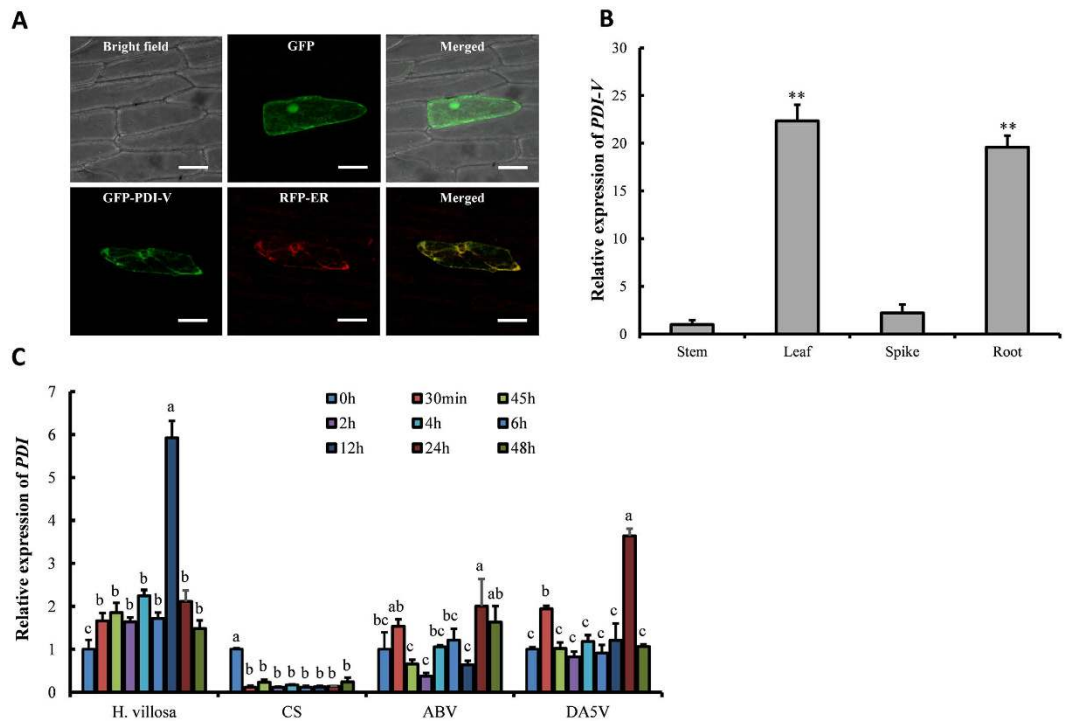 A
Bright field
GFP
Merged
GFP-PDI-V
RFP-ER
Merged
B
Relative expression of PDI-V
30
25
20
15
10
5
0
**
**
Stem Leaf Spike Root
C
Relative expression of PDI
7
6
5
4
3
2
1
0
0h 30min 45h
2h 4h 6h
12h 24h 48h
c b b b b b a b b
a b b b b b b b b
bc ab c c bc bc c a ab
c b c c c c c a c
H. villosa CS ABV DA5V